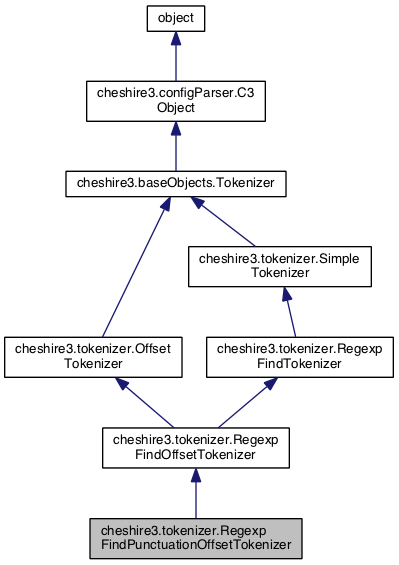 object
cheshire3.configParser.C3
Object
cheshire3.baseObjects.Tokenizer
cheshire3.tokenizer.Simple
Tokenizer
cheshire3.tokenizer.Offset
Tokenizer
cheshire3.tokenizer.Regexp
FindTokenizer
cheshire3.tokenizer.Regexp
FindOffsetTokenizer
cheshire3.tokenizer.Regexp
FindPunctuationOffsetTokenizer